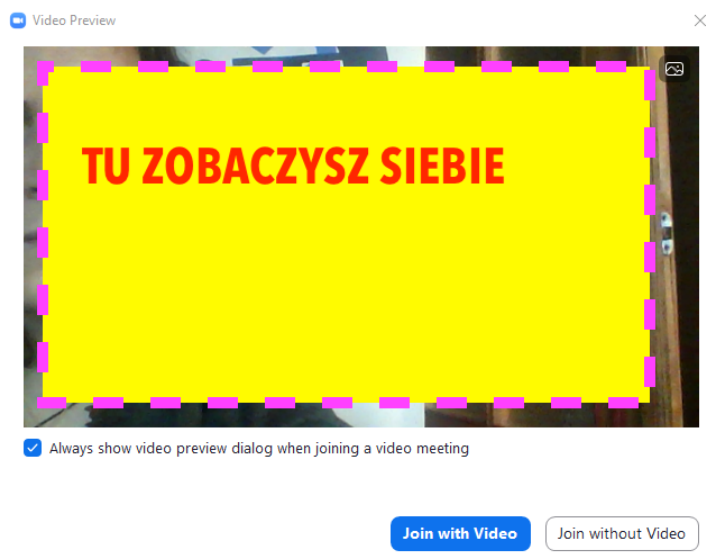 Video Preview
TU ZOBACZYSZ SIEBIE
Always show video preview dialog when joining a video meeting
Join with Video
Join without Video